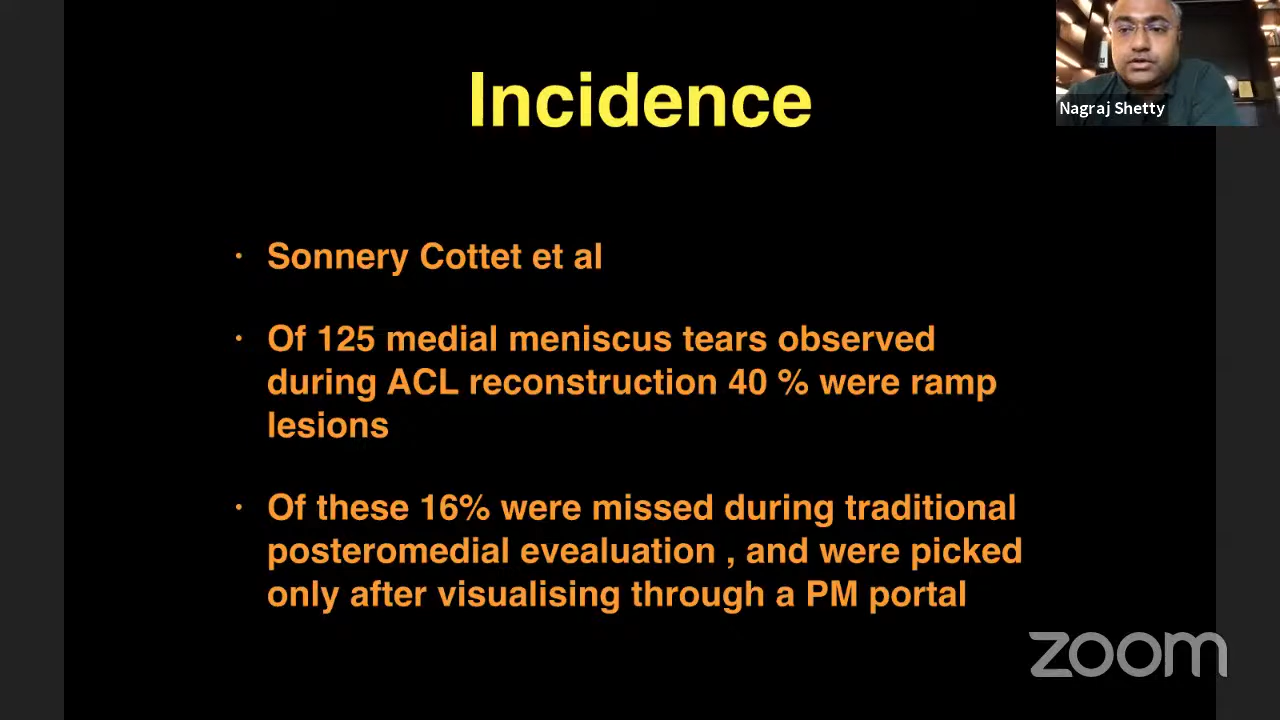 Incidence
Nagraj Shetty
· Sonnery Cottet et al
· Of 125 medial meniscus tears observed
during ACL reconstruction 40 % were ramp
lesions
· Of these 16% were missed during traditional
posteromedial evealuation , and were picked
only after visualising through a PM portal
zoom